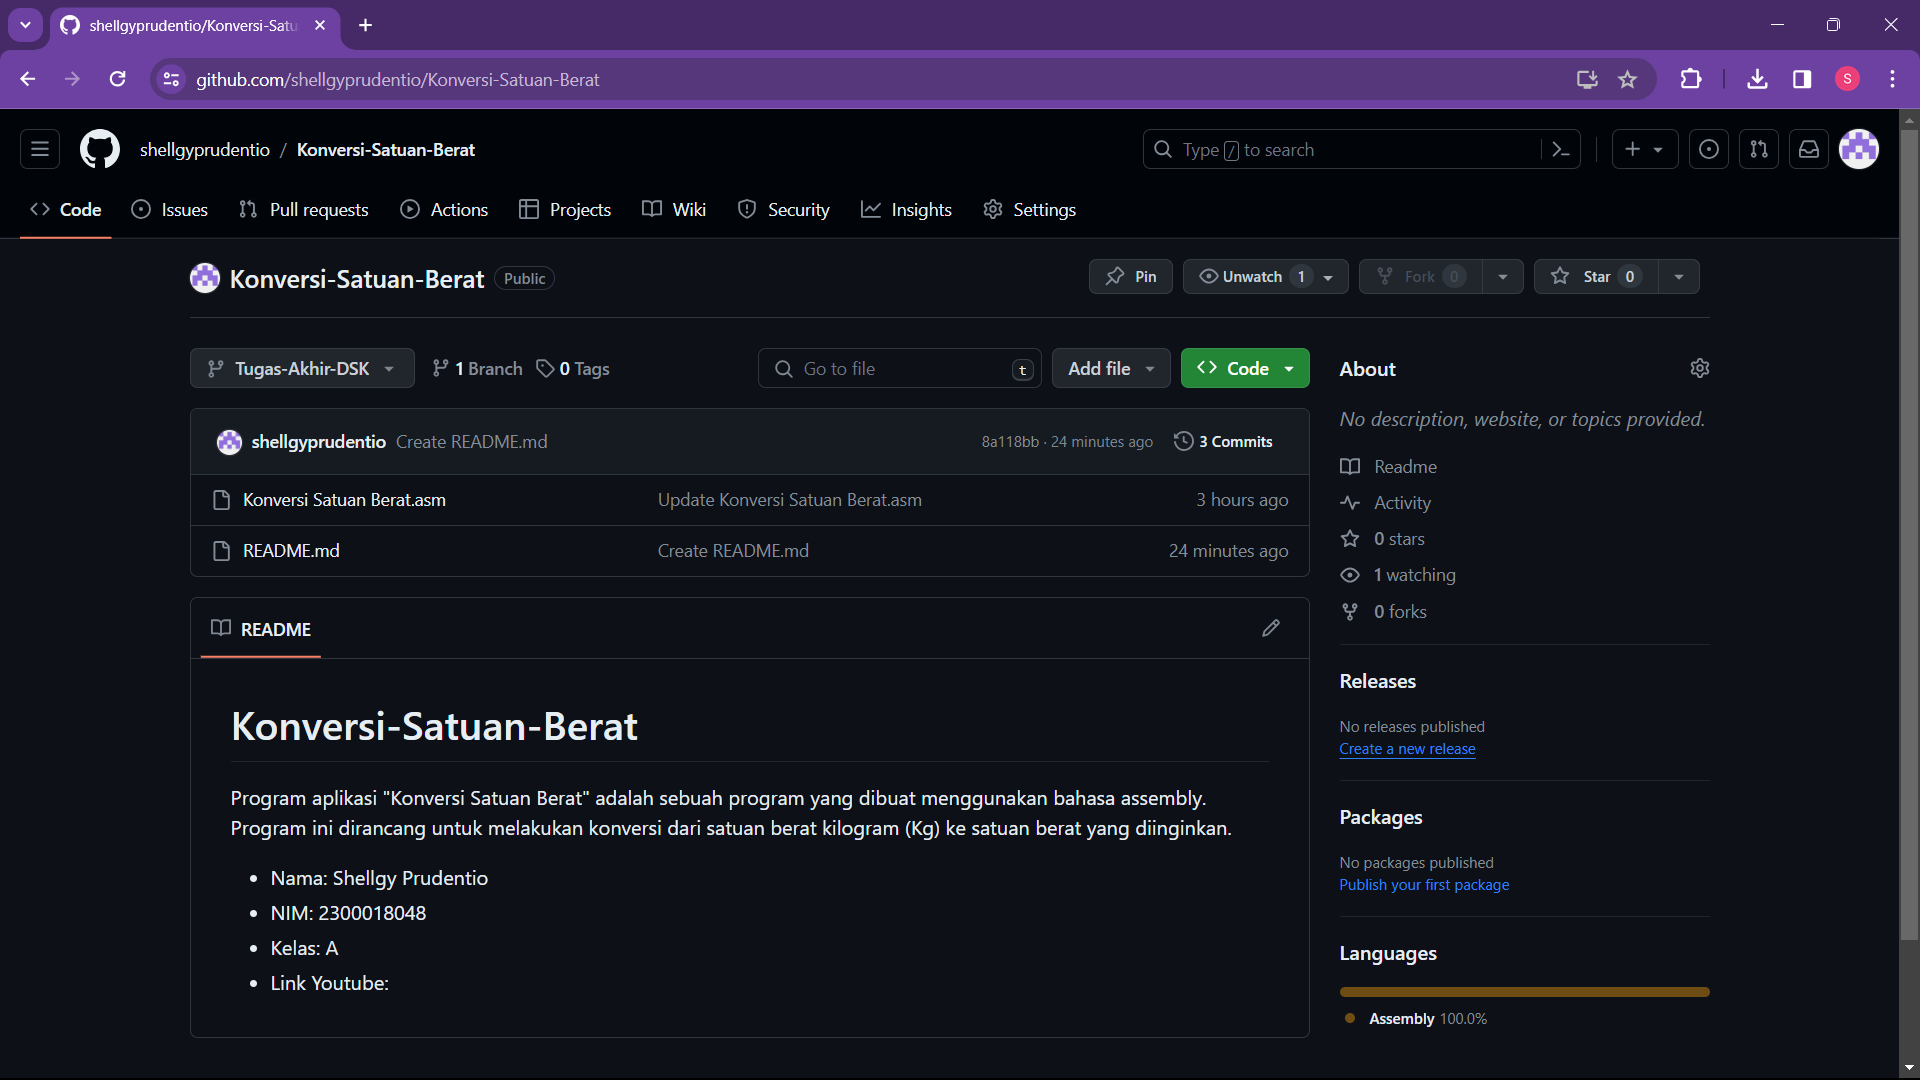 shellgyprudentio/Konversi-Satu
github.com/shellgyprudentio/Konversi-Satuan-Berat
S
shellgyprudentio / Konversi-Satuan-Berat
Type / to search
Code Issues Pull requests Actions Projects Wiki Security Insights Settings
Konversi-Satuan-Berat Public
Pin Unwatch 1 Fork 0 Star 0
Tugas-Akhir-DSK 1 Branch 0 Tags Go to file t Add file Code
shellgyprudentio Create README.md 8a118bb · 24 minutes ago 3 Commits
Konversi Satuan Berat.asm Update Konversi Satuan Berat.asm 3 hours ago
README.md Create README.md 24 minutes ago
README
Konversi-Satuan-Berat
Program aplikasi "Konversi Satuan Berat" adalah sebuah program yang dibuat menggunakan bahasa assembly.
Program ini dirancang untuk melakukan konversi dari satuan berat kilogram (Kg) ke satuan berat yang diinginkan.
• Nama: Shellgy Prudentio
• NIM: 2300018048
• Kelas: A
• Link Youtube:
About
No description, website, or topics provided.
Readme
Activity
0 stars
1 watching
0 forks
Releases
No releases published
Create a new release
Packages
No packages published
Publish your first package
Languages
Assembly 100.0%